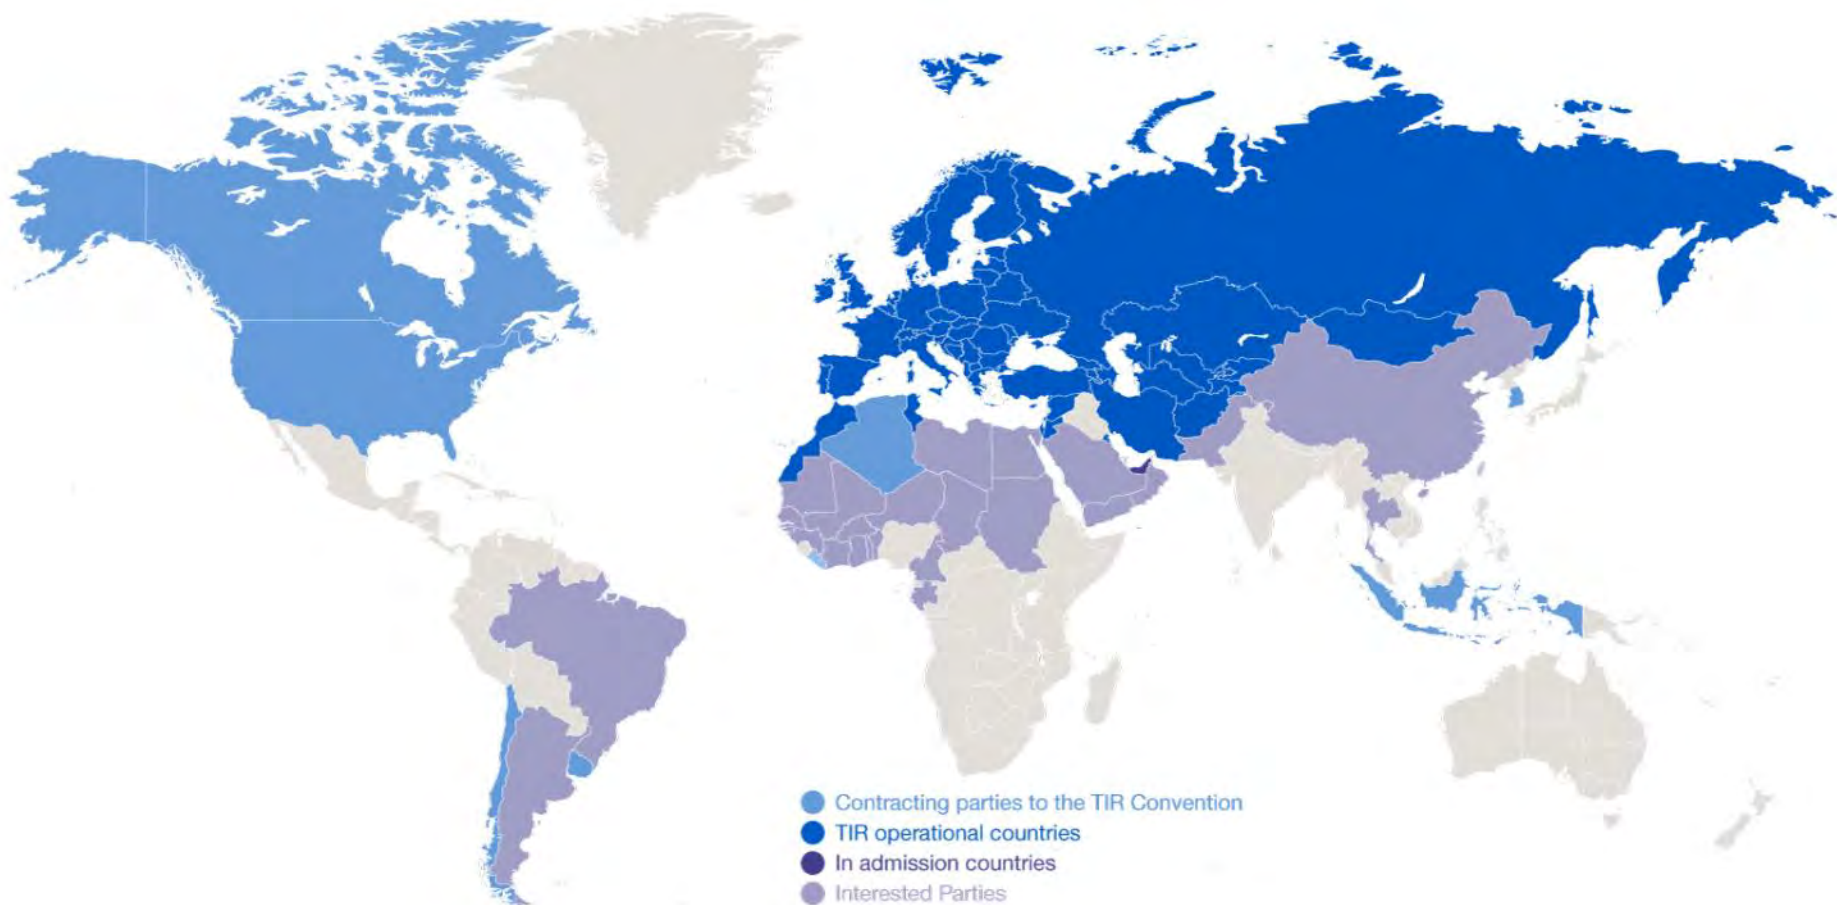 Contracting parties to the TIR Convention
TIR operational countries
In admission countries
Interested Parties